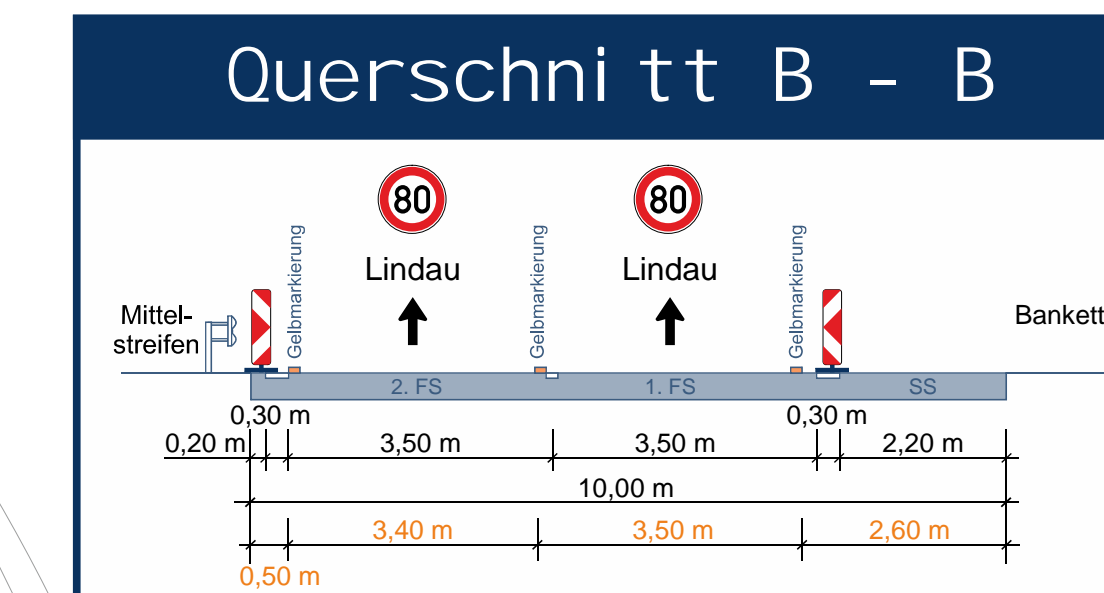 Querschnitt B - B
80
80
Gelbmarkierung
Gelbmarkierung
Gelbmarkierung
Lindau
Lindau
Mittel-
streifen
Bankett
2. FS
1. FS
SS
0,30 m
0,30 m
0,20 m
3,50 m
3,50 m
2,20 m
10,00 m
3,40 m
3,50 m
2,60 m
0,50 m